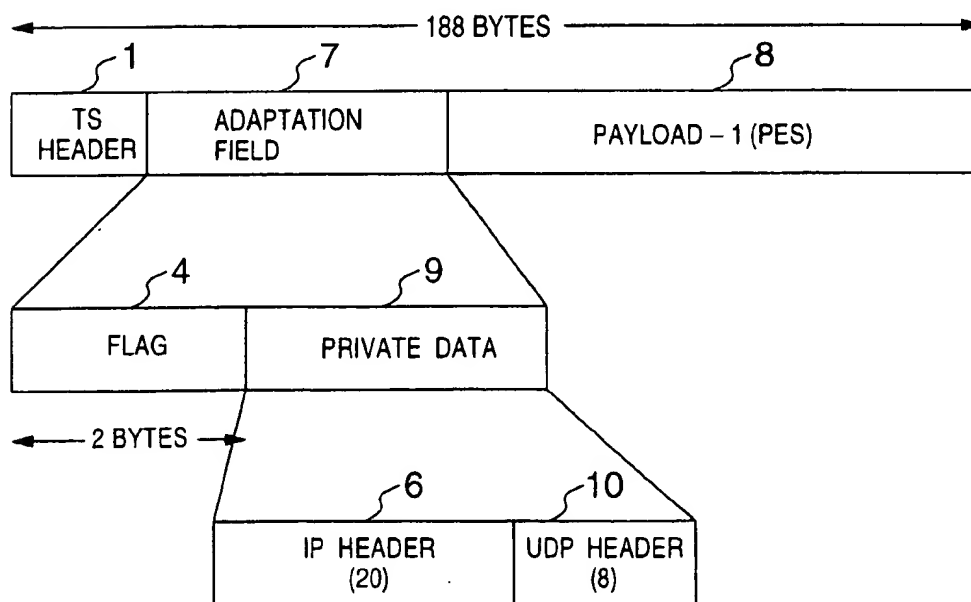 188 BYTES
1 7 8
TS HEADER
ADAPTATION FIELD
PAYLOAD – 1 (PES)
4 9
FLAG
PRIVATE DATA
2 BYTES
6 10
IP HEADER (20)
UDP HEADER (8)